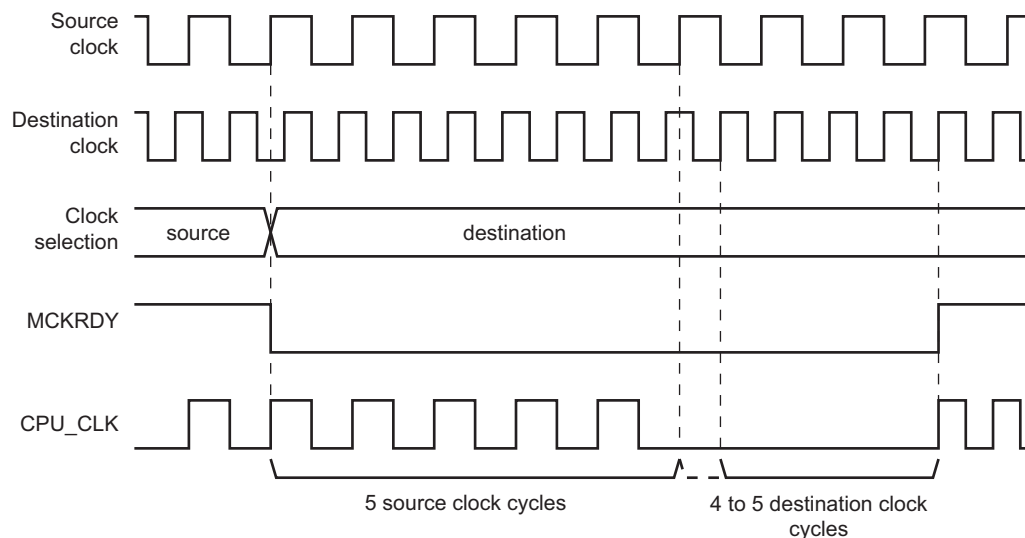 Source
clock
Destination
clock
Clock
selection
source
destination
MCKRDY
CPU_CLK
5 source clock cycles
4 to 5 destination clock
cycles